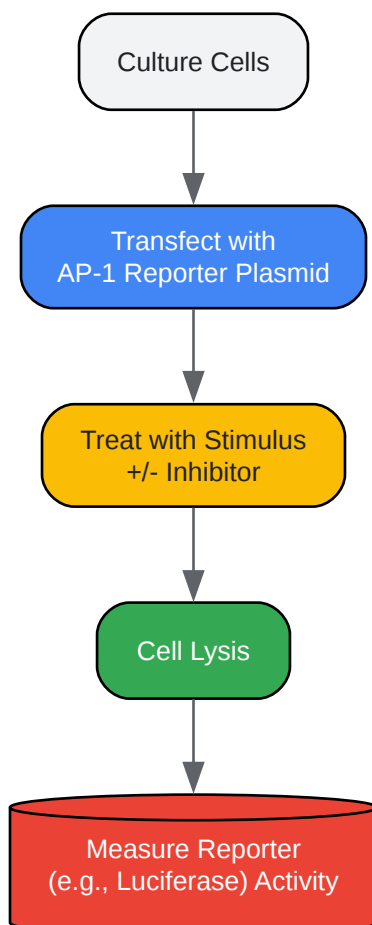 Culture Cells
Transfect with
AP-1 Reporter Plasmid
Treat with Stimulus
+/- Inhibitor
Cell Lysis
Measure Reporter
(e.g., Luciferase) Activity